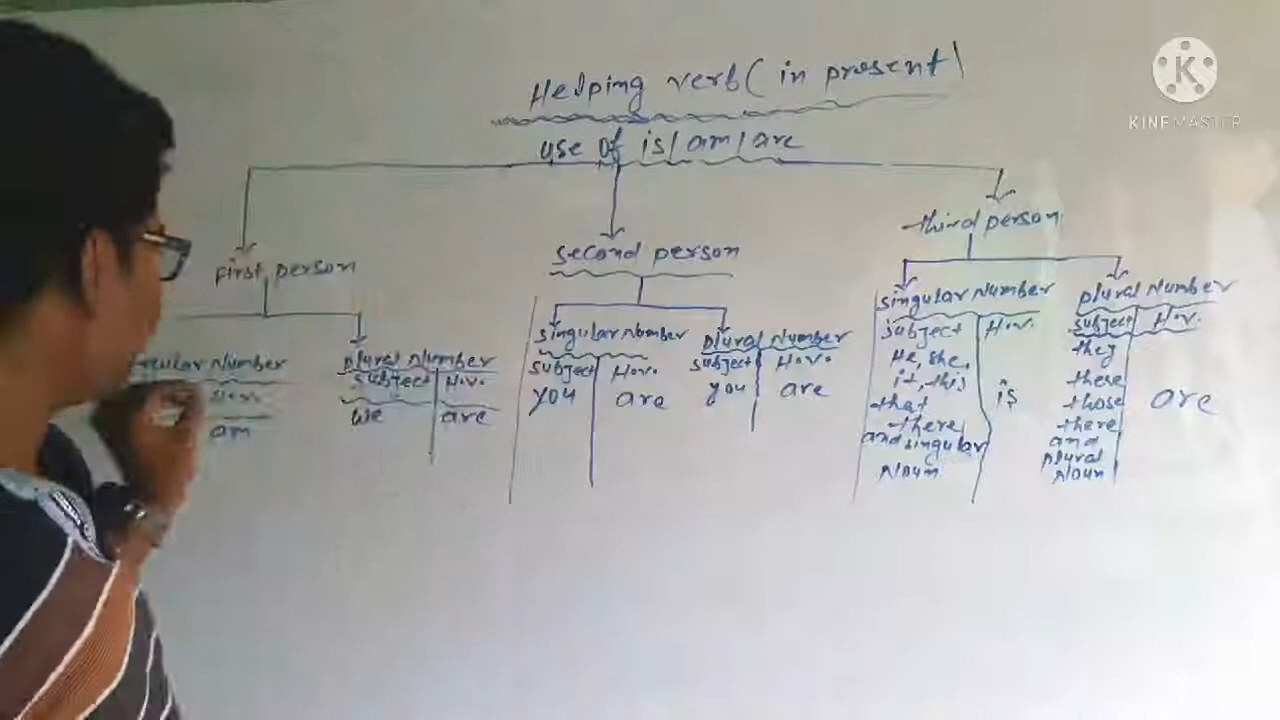 Helping verb (in present)
use of is/am/are
first person
second person
third person
Number
H.V.
am
plural Number
subject H.V.
we are
singular Number
subject H.V.
you are
plural Number
subject H.V.
you are
singular Number
subject H.V.
He, she,
it, this
that
there
and singular
Noun
is
plural Number
subject H.V.
they
these
those
there
and
plural
Noun
are
KINEMASTER